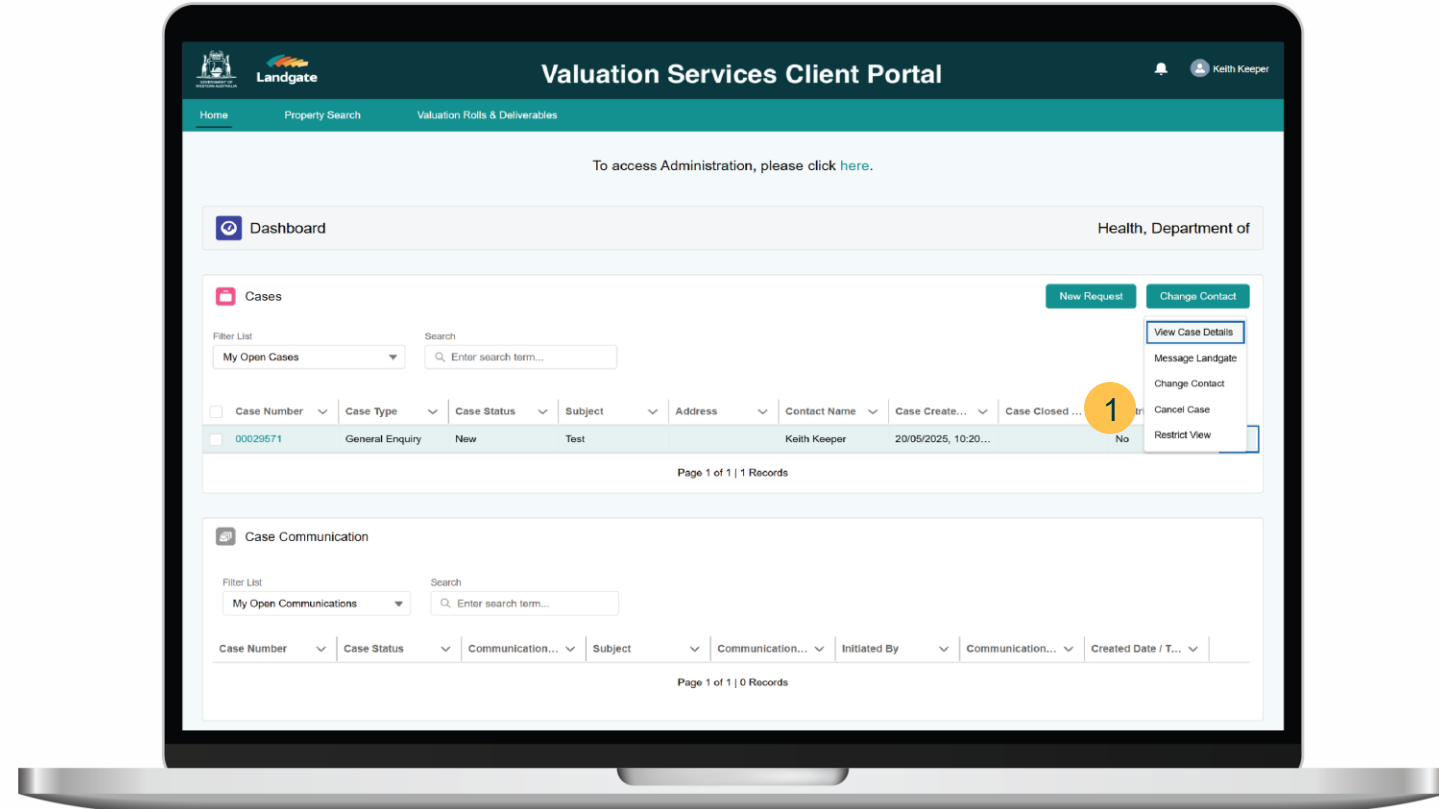 GOVERNMENT OF
WESTERN AUSTRALIA
Landgate
Valuation Services Client Portal
Keith Keeper
Home Property Search Valuation Rolls & Deliverables
To access Administration, please click here.
Dashboard Health, Department of
Cases New Request Change Contact
Filter List Search
My Open Cases Enter search term...
View Case Details
Message Landgate
Change Contact
Cancel Case
Restrict View
1
Case Number Case Type Case Status Subject Address Contact Name Case Create... Case Closed ...
00029571 General Enquiry New Test Keith Keeper 20/05/2025, 10:20... No
Page 1 of 1 | 1 Records
Case Communication
Filter List Search
My Open Communications Enter search term...
Case Number Case Status Communication... Subject Communication... Initiated By Communication... Created Date / T...
Page 1 of 1 | 0 Records